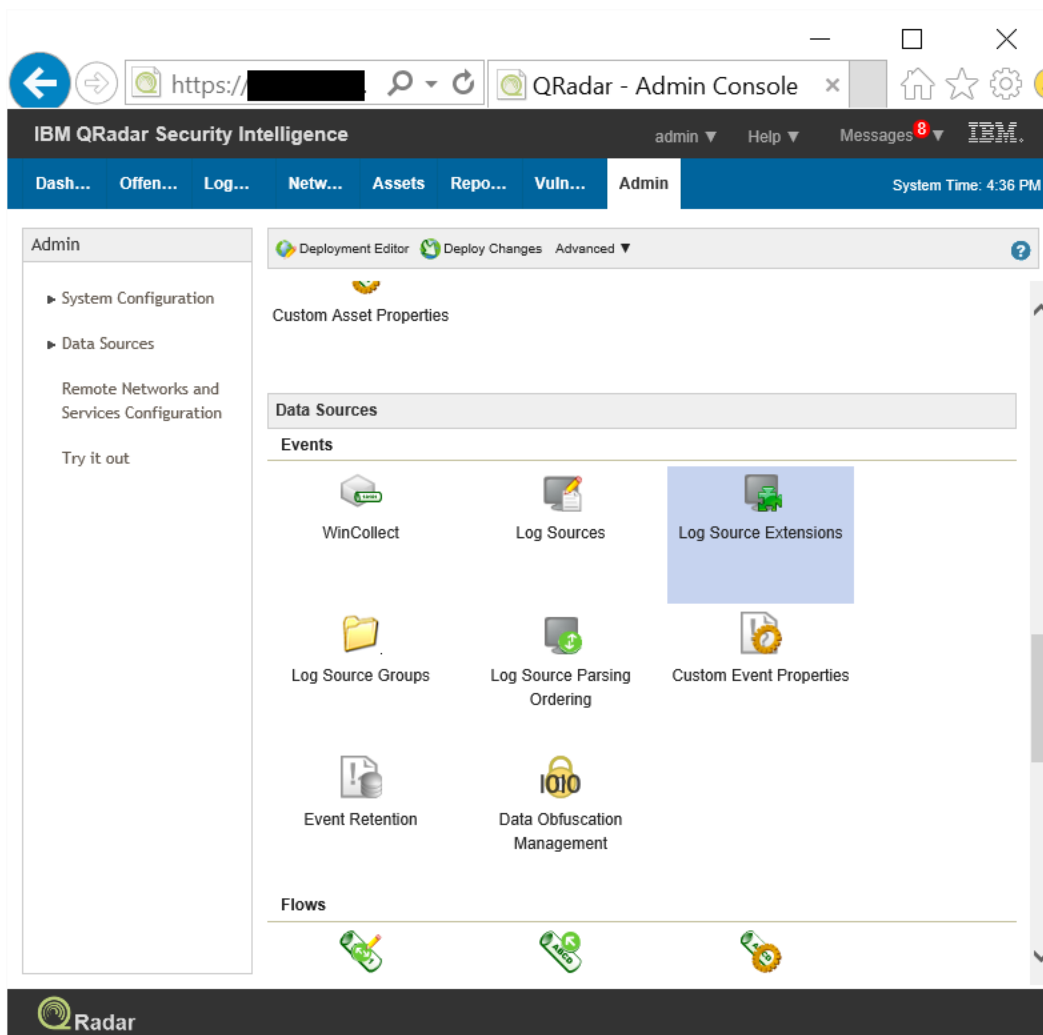 https://
QRadar - Admin Console
IBM QRadar Security Intelligence
admin ▼ Help ▼ Messages 8 ▼ IBM.
Dash... Offen... Log... Netw... Assets Repo... Vuln... Admin System Time: 4:36 PM
Admin
Deployment Editor Deploy Changes Advanced ▼
System Configuration
Data Sources
Remote Networks and
Services Configuration
Try it out
Custom Asset Properties
Data Sources
Events
WinCollect Log Sources Log Source Extensions
Log Source Groups Log Source Parsing Custom Event Properties
Ordering
1010
Event Retention Data Obfuscation
Management
Flows
QRadar